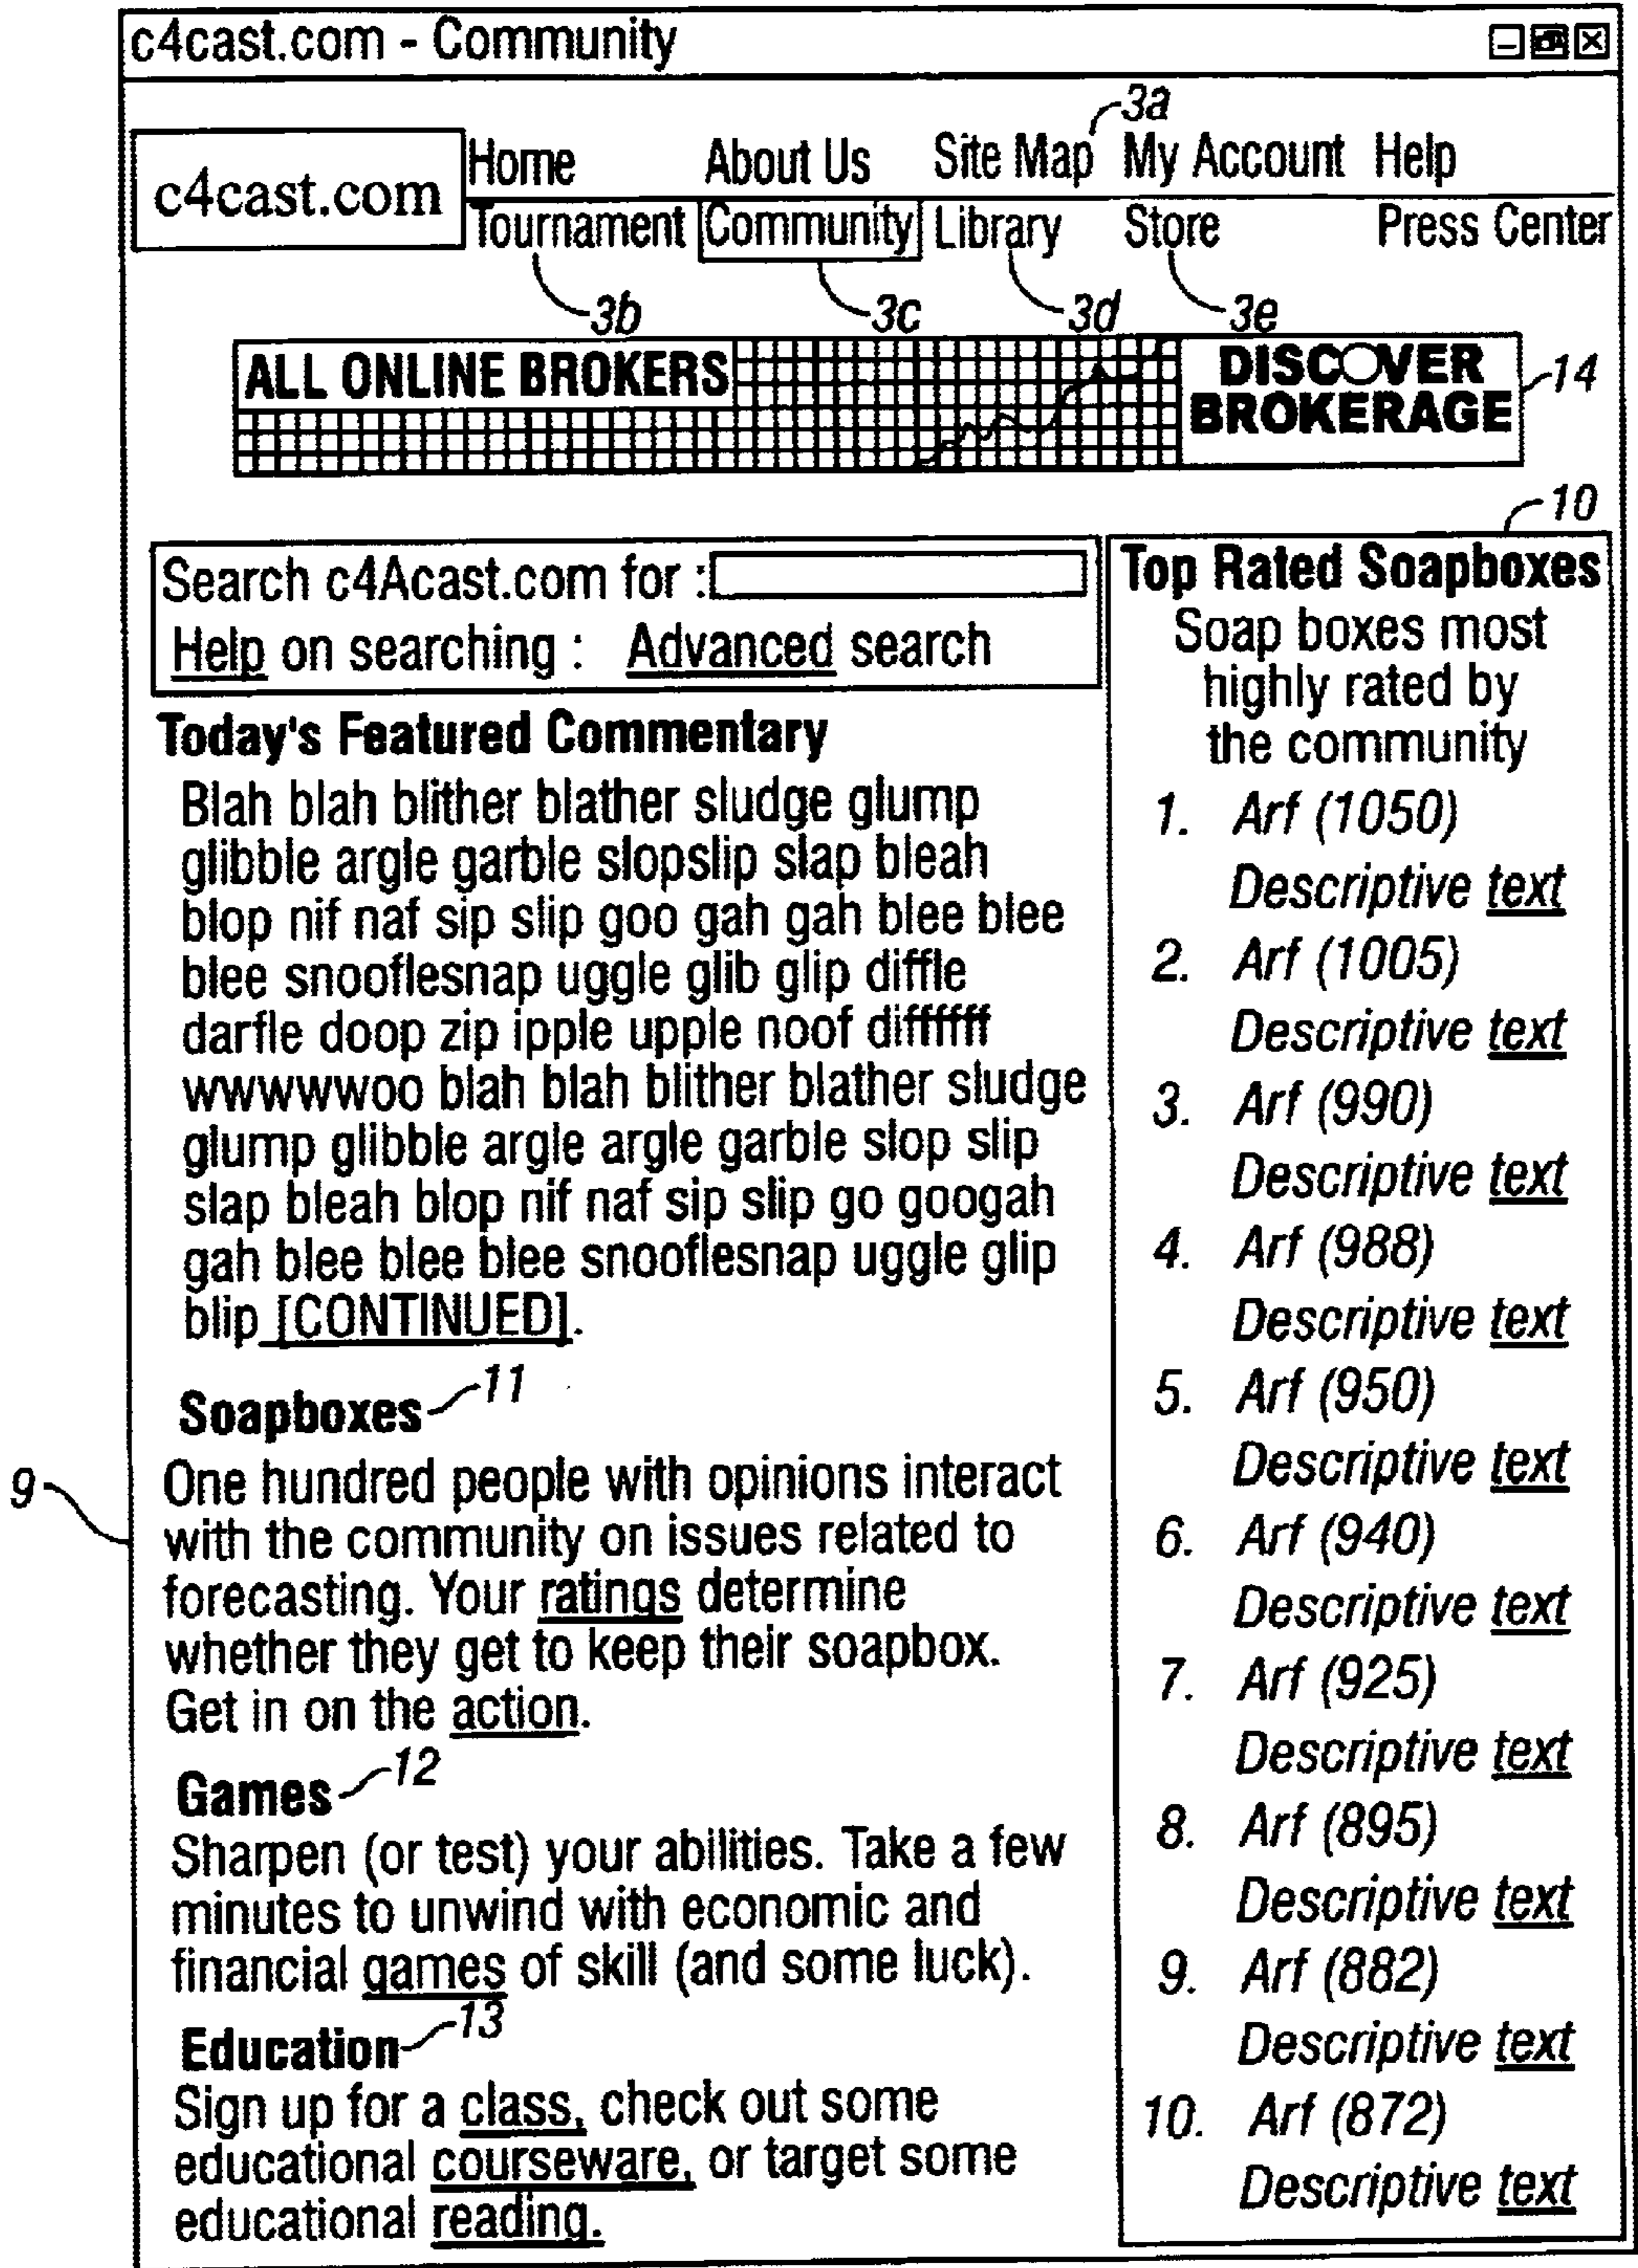 c4cast.com - Community
3a
c4cast.com
Home About Us Site Map My Account Help
Tournament Community Library Store Press Center
3b 3c 3d 3e
ALL ONLINE BROKERS
DISCOVER
BROKERAGE
14
10
Search c4Acast.com for :
Help on searching : Advanced search
Today's Featured Commentary
Blah blah blither blather sludge glump
glibble argle garble slopslip slap bleah
blop nif naf sip slip goo gah gah blee blee
blee snooflesnap uggle glib glip diffle
darfle doop zip ipple upple noof diffffff
wwwwwoo blah blah blither blather sludge
glump glibble argle argle garble slop slip
slap bleah blop nif naf sip slip go googah
gah blee blee blee snooflesnap uggle glip
blip [CONTINUED].
Soapboxes 11
9
One hundred people with opinions interact
with the community on issues related to
forecasting. Your ratings determine
whether they get to keep their soapbox.
Get in on the action.
Games 12
Sharpen (or test) your abilities. Take a few
minutes to unwind with economic and
financial games of skill (and some luck).
Education 13
Sign up for a class, check out some
educational courseware, or target some
educational reading.
Top Rated Soapboxes
Soap boxes most
highly rated by
the community
1. Arf (1050)
Descriptive text
2. Arf (1005)
Descriptive text
3. Arf (990)
Descriptive text
4. Arf (988)
Descriptive text
5. Arf (950)
Descriptive text
6. Arf (940)
Descriptive text
7. Arf (925)
Descriptive text
8. Arf (895)
Descriptive text
9. Arf (882)
Descriptive text
10. Arf (872)
Descriptive text